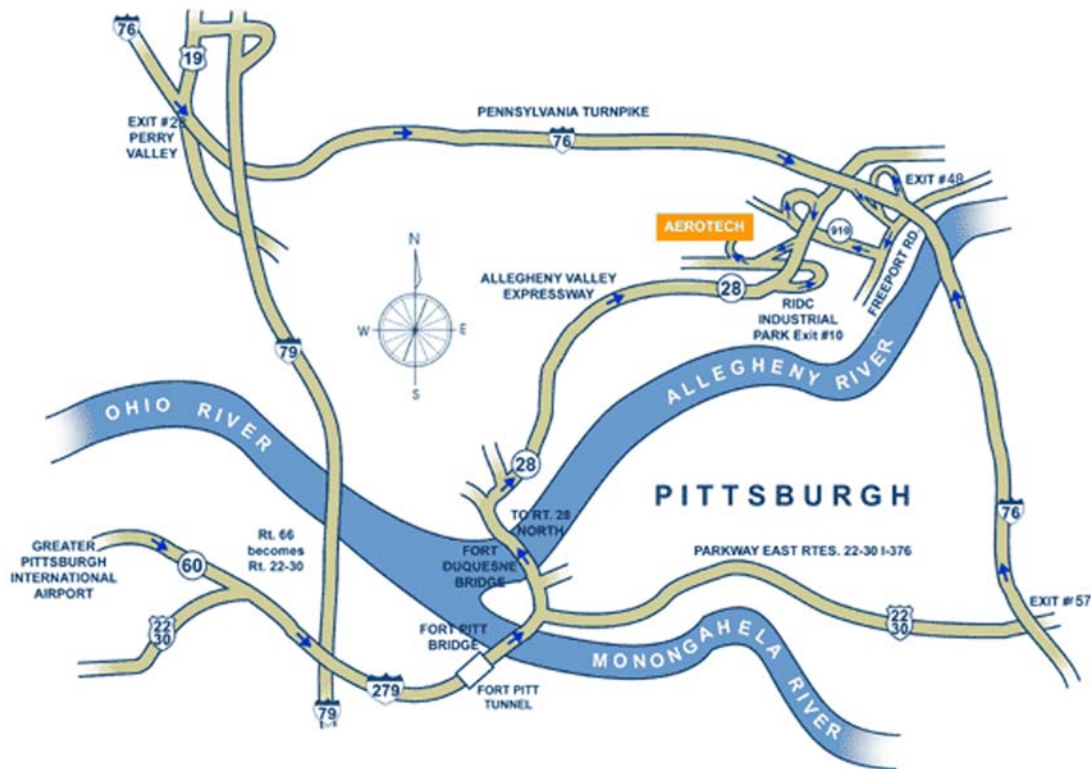 76
19
EXIT #28
PERRY
VALLEY
PENNSYLVANIA TURNPIKE
76
EXIT #48
AEROTECH
910
FREEPORT RD.
N
W
E
S
ALLEGHENY VALLEY
EXPRESSWAY
28
RIDC
INDUSTRIAL
PARK Exit #10
79
OHIO RIVER
ALLEGHENY RIVER
28
PITTSBURGH
76
TO RT. 28
NORTH
GREATER
PITTSBURGH
INTERNATIONAL
AIRPORT
60
Rt. 66
becomes
Rt. 22-30
FORT
DUQUESNE
BRIDGE
PARKWAY EAST RTES. 22-30 I-376
EXIT #57
22
30
22
30
FORT PITT
BRIDGE
MONONGAHELA RIVER
279
FORT PITT
TUNNEL
79